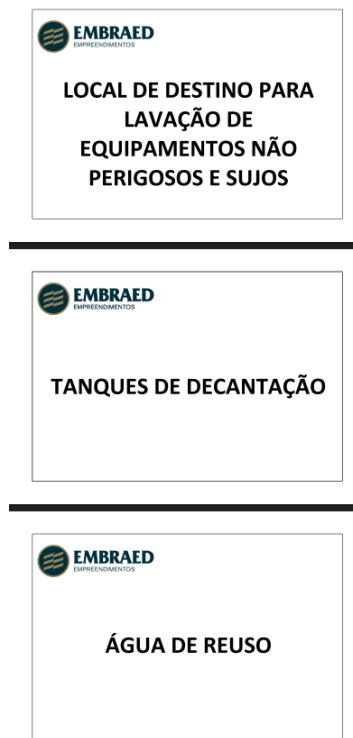 EMBRAED
EMPREENDIMENTOS
LOCAL DE DESTINO PARA
LAVAÇÃO DE
EQUIPAMENTOS NÃO
PERIGOSOS E SUJOS
EMBRAED
EMPREENDIMENTOS
TANQUES DE DECANTAÇÃO
EMBRAED
EMPREENDIMENTOS
ÁGUA DE REUSO